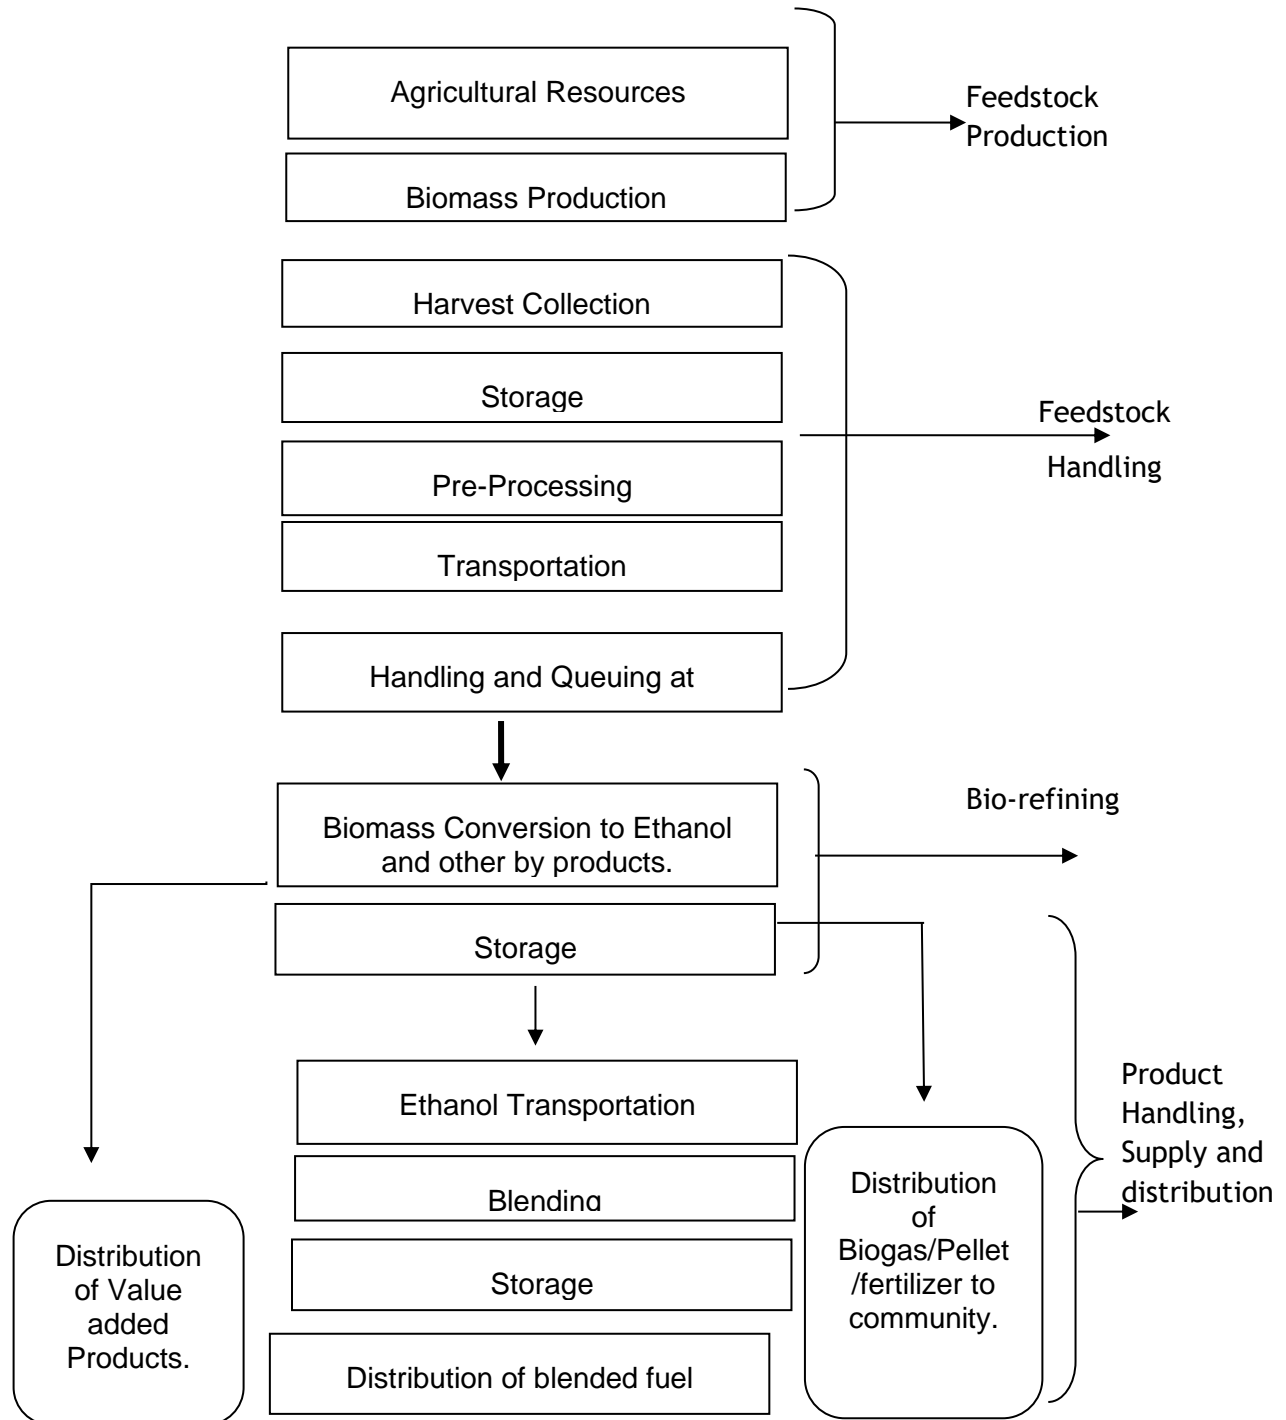 Agricultural Resources
Feedstock
Production
Biomass Production
Harvest Collection
Storage
Feedstock
Handling
Pre-Processing
Transportation
Handling and Queuing at
Biomass Conversion to Ethanol
and other by products.
Bio-refining
Storage
Ethanol Transportation
Blending
Storage
Distribution of blended fuel
Distribution
of Value
added
Products.
Distribution
of
Biogas/Pellet
/fertilizer to
community.
Product
Handling,
Supply and
distribution